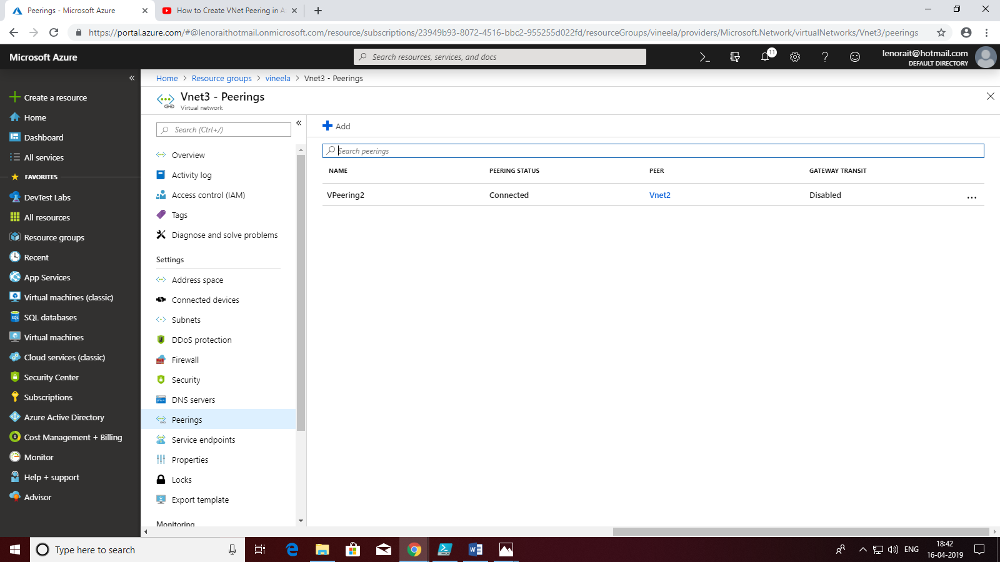 Peerings - Microsoft Azure
How to Create VNet Peering in A
https://portal.azure.com/#@lenoraithotmail.onmicrosoft.com/resource/subscriptions/23949b93-8072-4516-bbc2-955255d022fd/resourceGroups/vineela/providers/Microsoft.Network/virtualNetworks/Vnet3/peerings
Microsoft Azure
Search resources, services, and docs
11
lenorait@hotmail.com
DEFAULT DIRECTORY
Create a resource
Home
Dashboard
All services
FAVORITES
DevTest Labs
All resources
Resource groups
Recent
App Services
Virtual machines (classic)
SQL databases
Virtual machines
Cloud services (classic)
Security Center
Subscriptions
Azure Active Directory
Cost Management + Billing
Monitor
Help + support
Advisor
Home > Resource groups > vineela > Vnet3 - Peerings
Vnet3 - Peerings
Virtual network
Search (Ctrl+/)
Overview
Activity log
Access control (IAM)
Tags
Diagnose and solve problems
Settings
Address space
Connected devices
Subnets
DDoS protection
Firewall
Security
DNS servers
Peerings
Service endpoints
Properties
Locks
Export template
Monitoring
Add
Search peerings
NAME PEERING STATUS PEER GATEWAY TRANSIT
VPeering2 Connected Vnet2 Disabled ...
Type here to search
ENG
18:42
16-04-2019